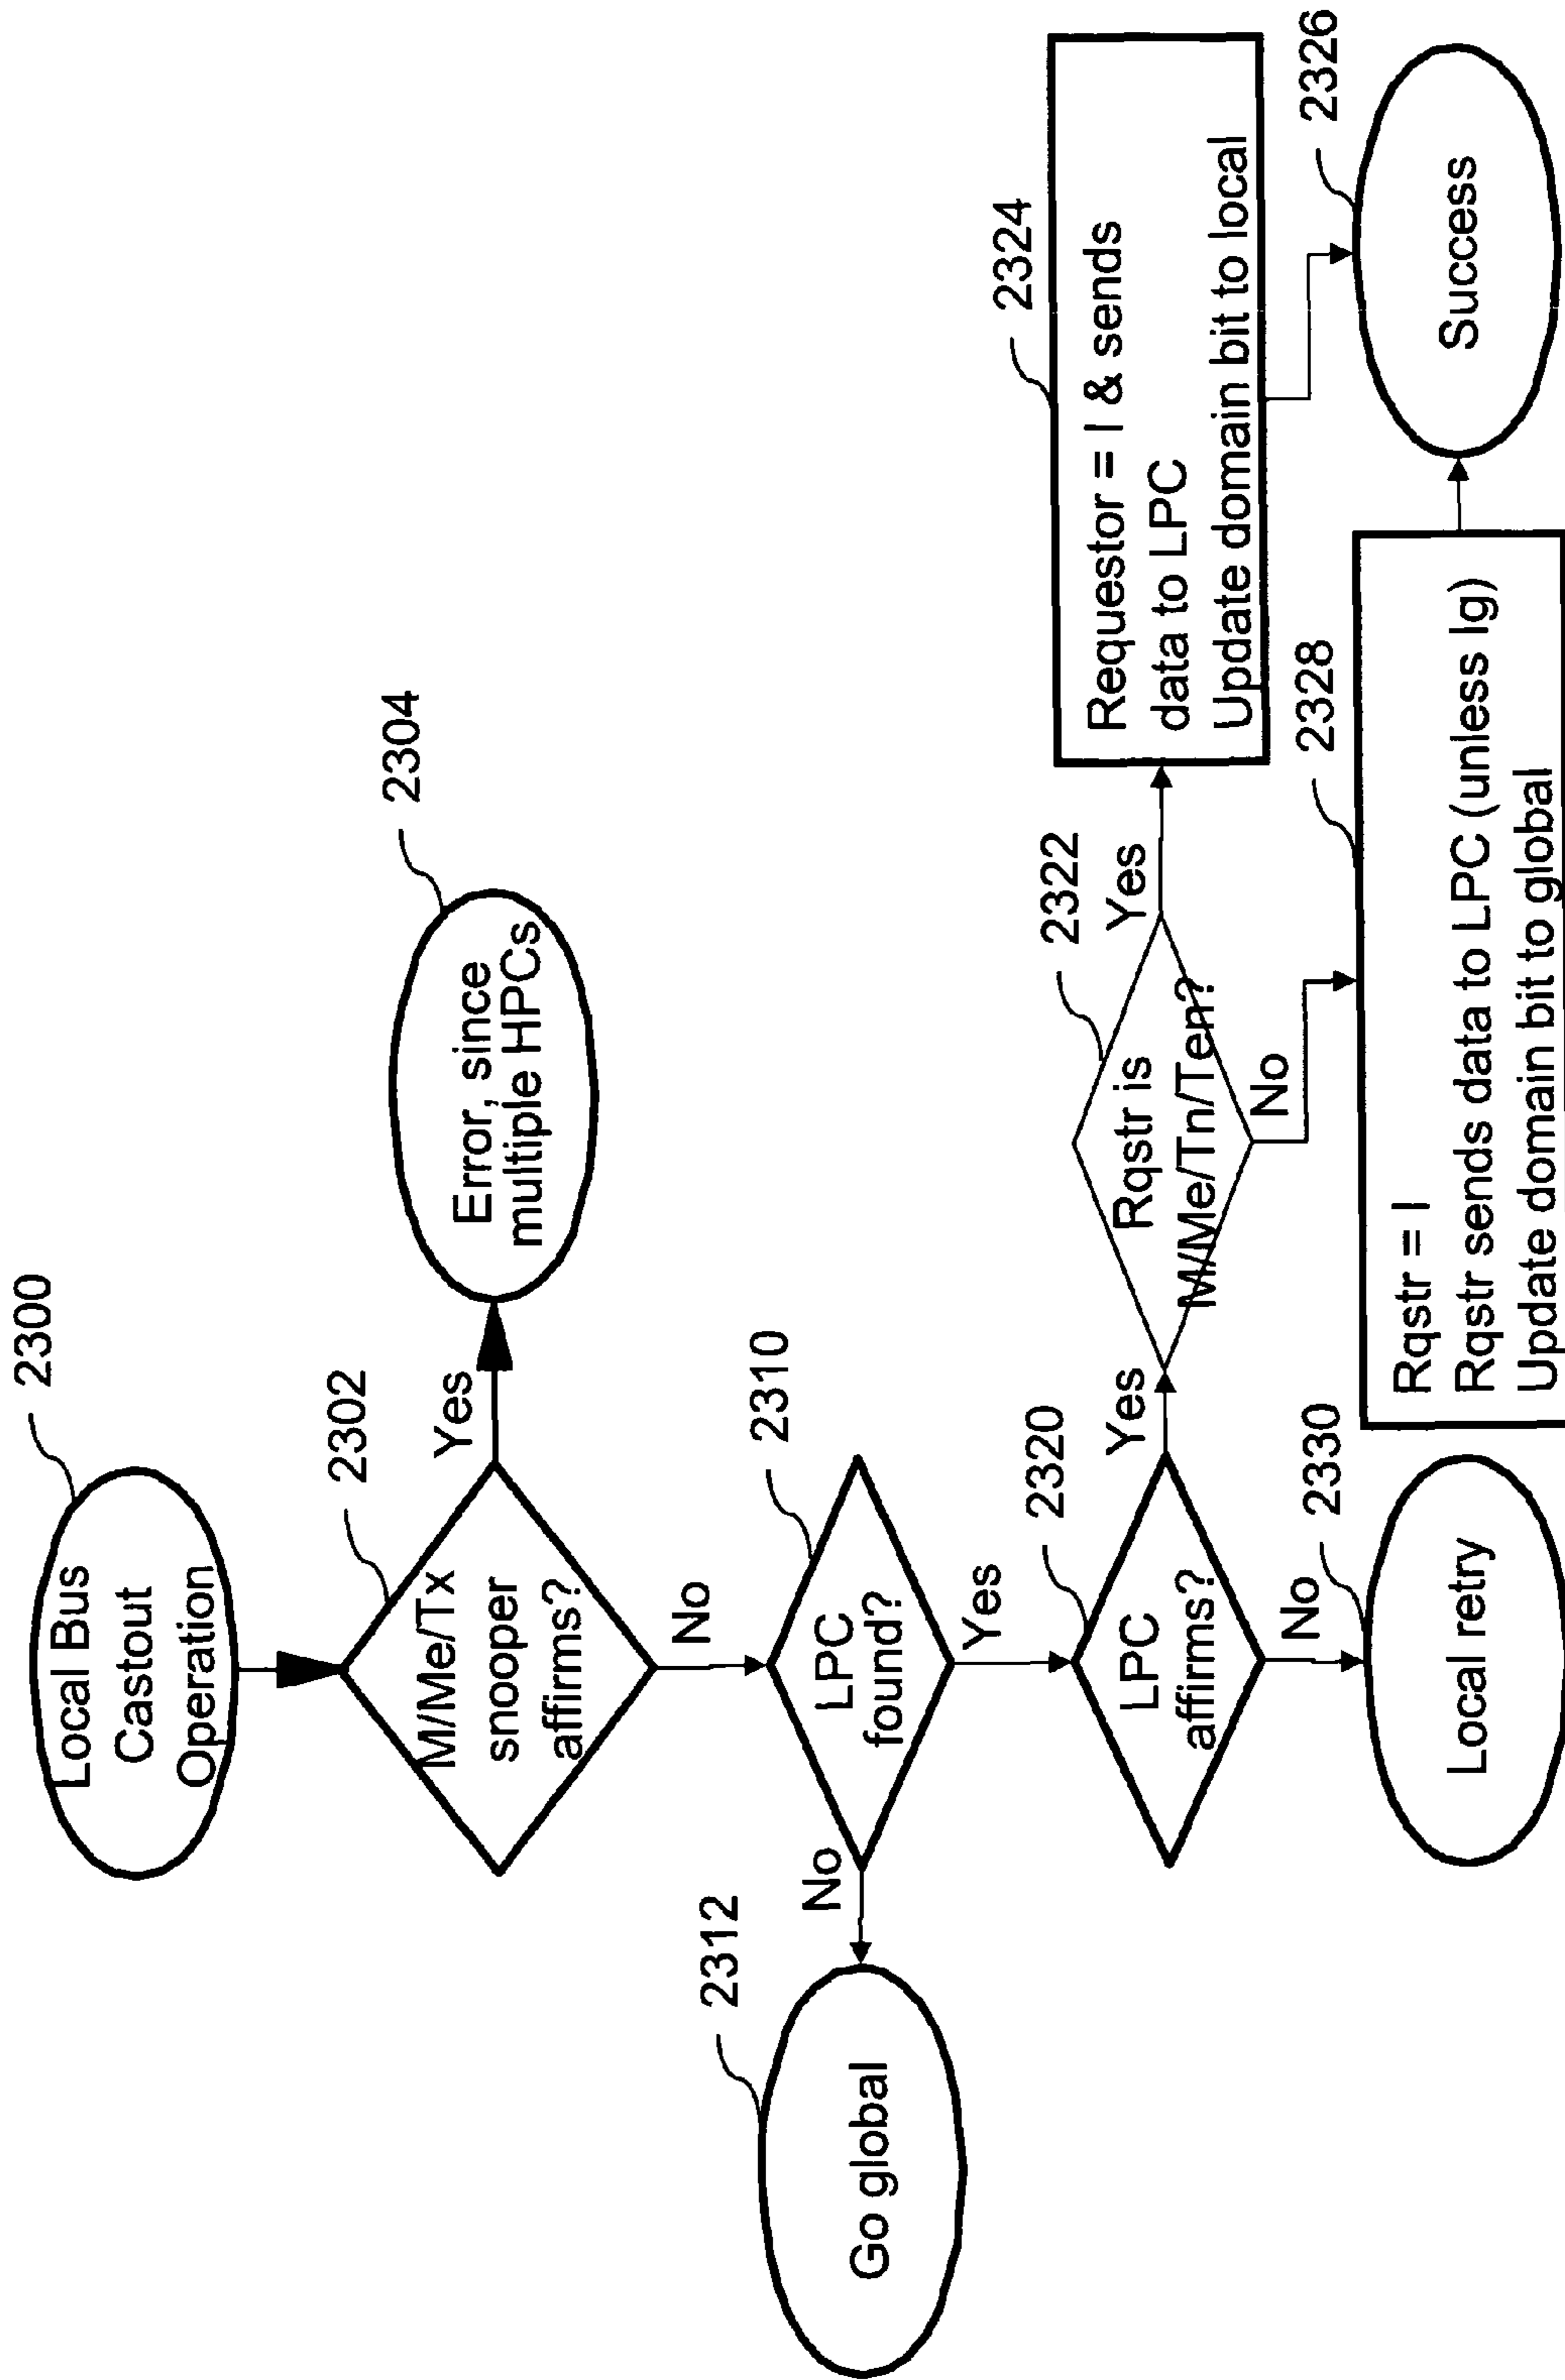 2300
Local Bus
Castout
Operation
2302
M/Me/Tx
snooper
affirms?
Yes
2304
Error, since
multiple HPCs
No
2310
LPC
found?
No
2312
Go global
Yes
2320
LPC
affirms?
Yes
2322
Rqstr is
M/Me/Tn/Ten?
Yes
2324
Requestor = I & sends
data to LPC
Update domain bit to local
No
2328
Rqstr = I
Rqstr sends data to LPC (unless Ig)
Update domain bit to global
2326
Success
No
2330
Local retry